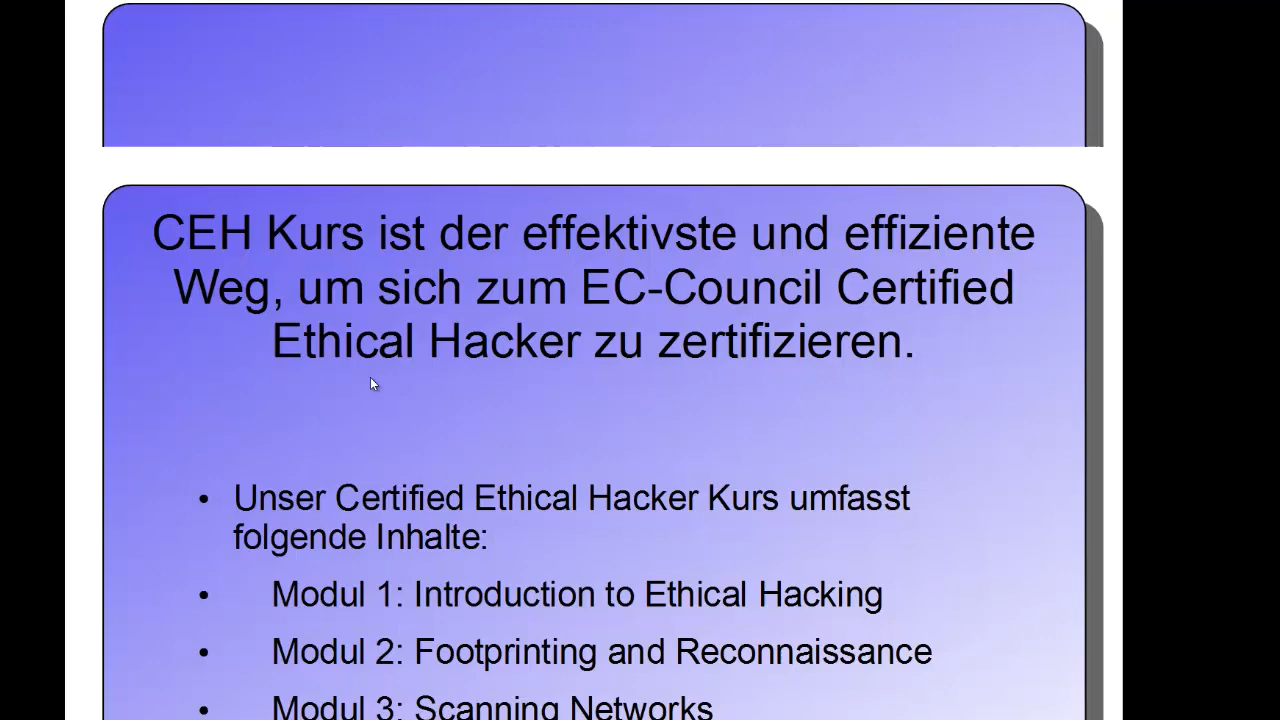 CEH Kurs ist der effektivste und effiziente
Weg, um sich zum EC-Council Certified
Ethical Hacker zu zertifizieren.
• Unser Certified Ethical Hacker Kurs umfasst
folgende Inhalte:
• Modul 1: Introduction to Ethical Hacking
• Modul 2: Footprinting and Reconnaissance
• Modul 3: Scanning Networks